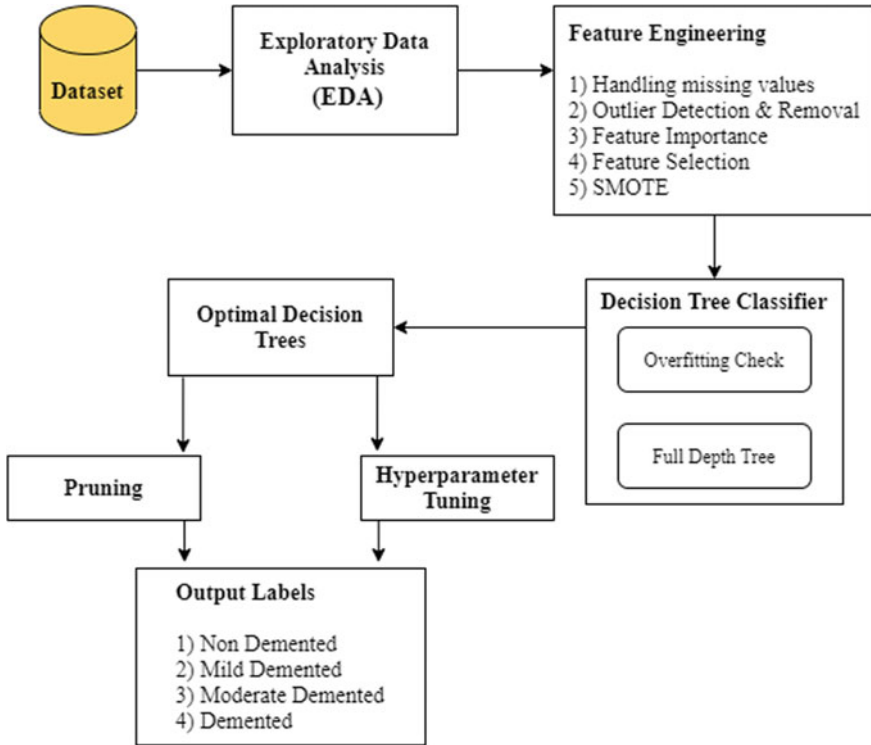 Dataset
Exploratory Data
Analysis
(EDA)
Feature Engineering
1) Handling missing values
2) Outlier Detection & Removal
3) Feature Importance
4) Feature Selection
5) SMOTE
Decision Tree Classifier
Overfitting Check
Full Depth Tree
Optimal Decision
Trees
Pruning
Hyperparameter
Tuning
Output Labels
1) Non Demented
2) Mild Demented
3) Moderate Demented
4) Demented